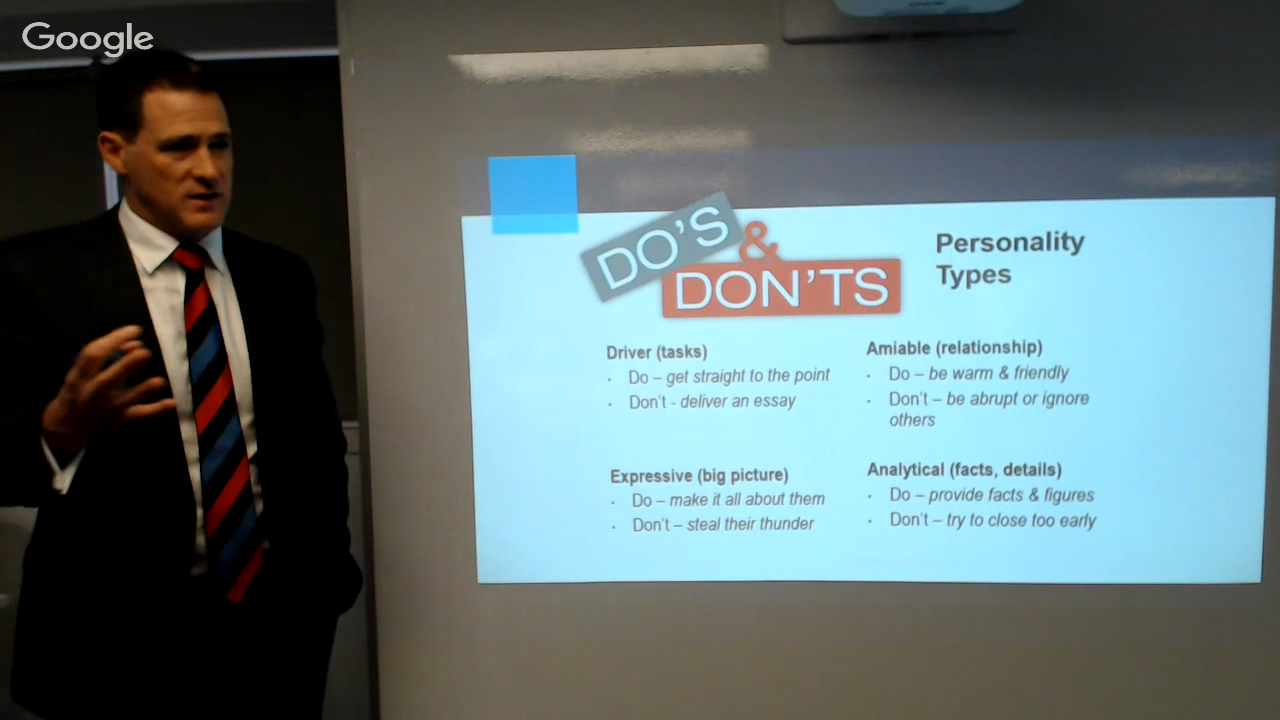 Google
DO'S
&
DON'TS
Personality
Types
Driver (tasks)
· Do – get straight to the point
· Don't - deliver an essay
Amiable (relationship)
· Do – be warm & friendly
· Don't – be abrupt or ignore
others
Expressive (big picture)
· Do – make it all about them
· Don't – steal their thunder
Analytical (facts, details)
· Do – provide facts & figures
· Don't – try to close too early